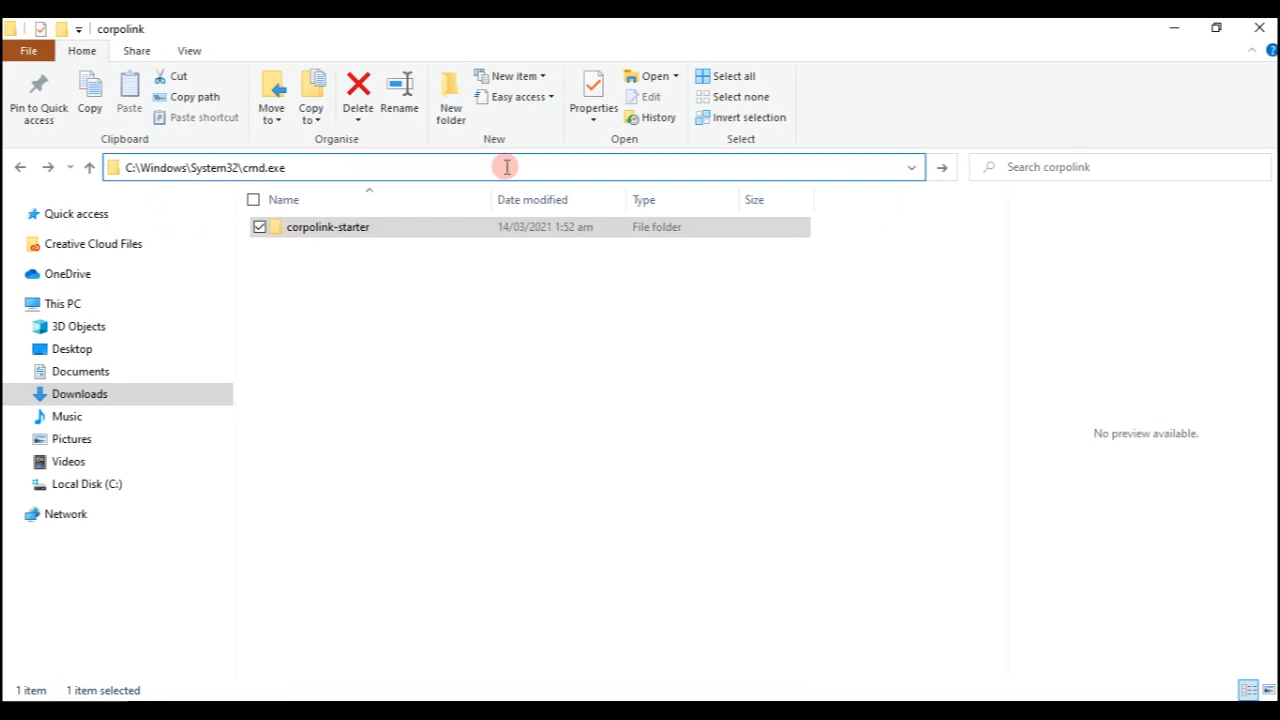 corpolink
File Home Share View
Pin to Quick access
Copy
Paste
Cut
Copy path
Paste shortcut
Clipboard
Move to
Copy to
Delete
Rename
Organise
New folder
New item
Easy access
New
Properties
Open
Edit
History
Open
Select all
Select none
Invert selection
Select
C:\Windows\System32\cmd.exe
Search corpolink
Name Date modified Type Size
corpolink-starter 14/03/2021 1:52 am File folder
Quick access
Creative Cloud Files
OneDrive
This PC
3D Objects
Desktop
Documents
Downloads
Music
Pictures
Videos
Local Disk (C:)
Network
No preview available.
1 item 1 item selected